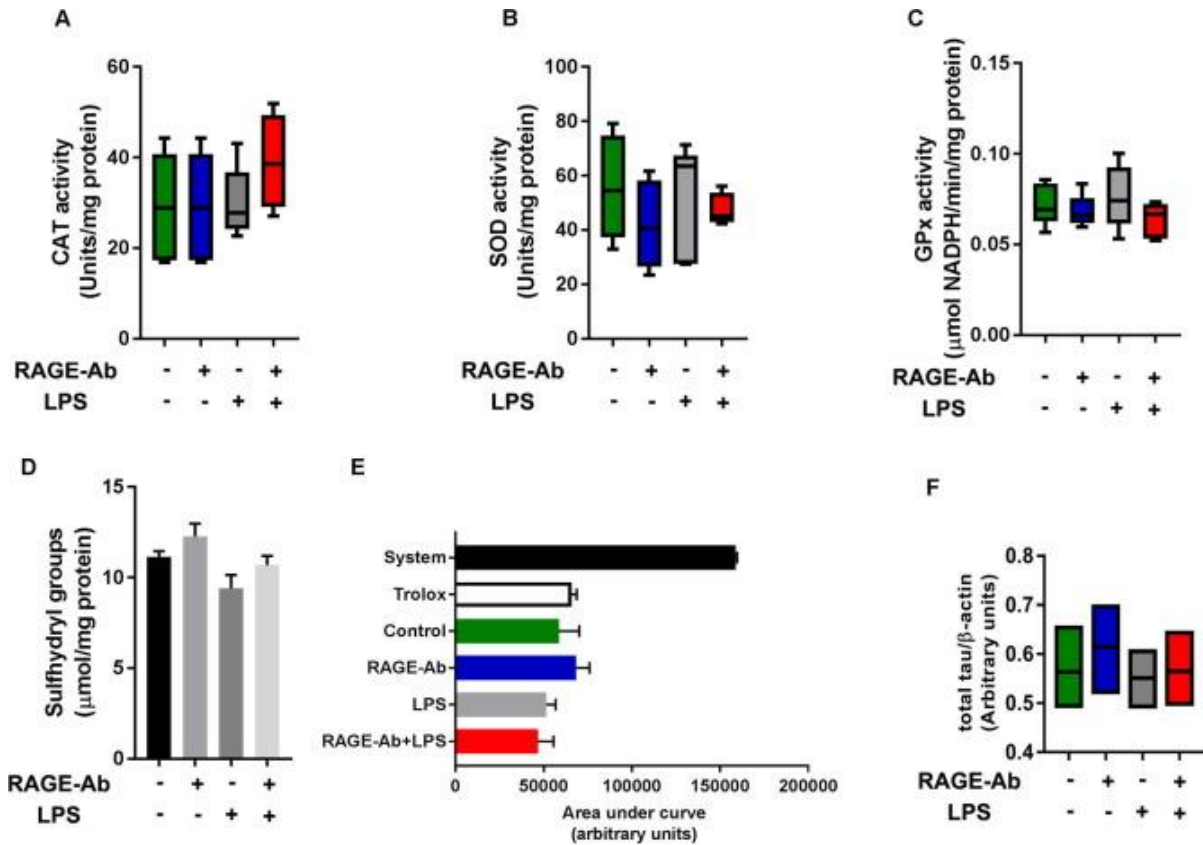 A
CAT activity
(Units/mg protein)
60
40
20
0
RAGE-Ab - + - +
LPS - - + +
B
SOD activity
(Units/mg protein)
100
80
60
40
20
0
RAGE-Ab - + - +
LPS - - + +
C
GPx activity
(μmol NADPH/min/mg protein)
0.15
0.10
0.05
0.00
RAGE-Ab - + - +
LPS - - + +
D
Sulfhydryl groups
(μmol/mg protein)
15
10
5
0
RAGE-Ab - + - +
LPS - - + +
E
System
Trolox
Control
RAGE-Ab
LPS
RAGE-Ab+LPS
0 50000 100000 150000 200000
Area under curve
(arbitrary units)
F
total tau/β-actin
(Arbitrary units)
0.8
0.7
0.6
0.5
0.4
RAGE-Ab - + - +
LPS - - + +